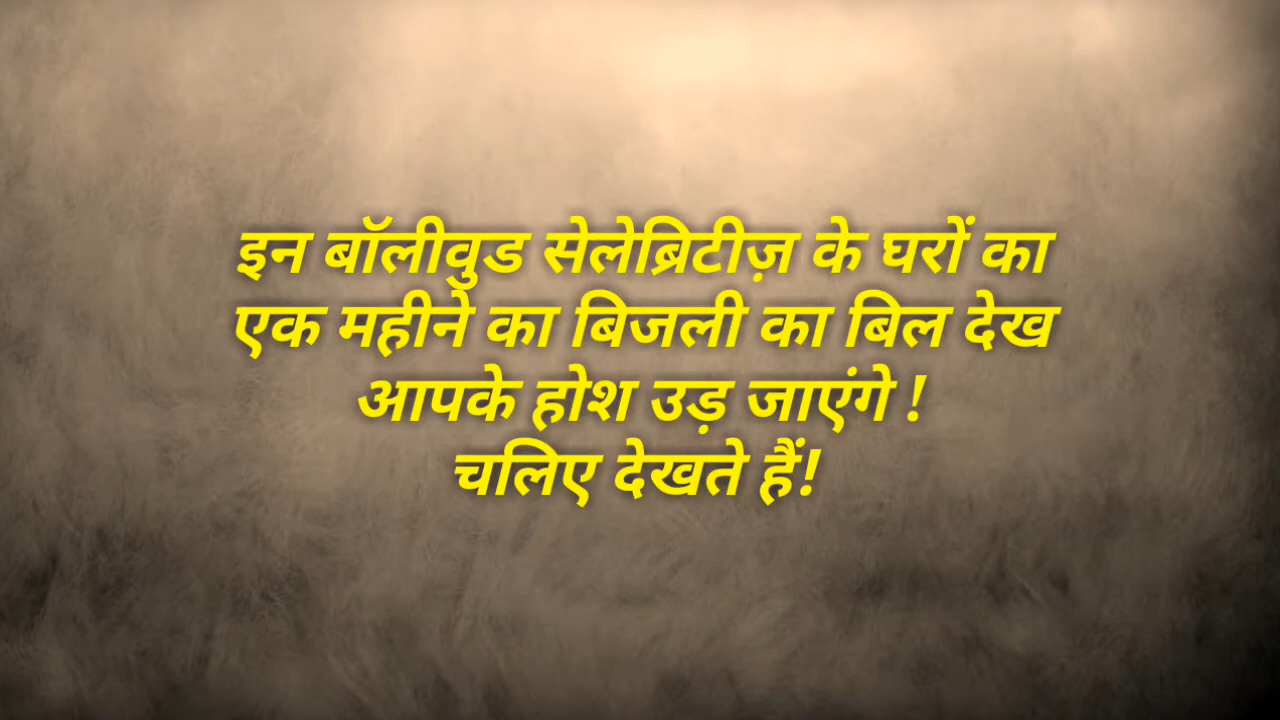 इन बॉलीवुड सेलेब्रिटीज़ के घरों का
एक महीने का बिजली का बिल देख
आपके होश उड़ जाएंगे !
चलिए देखते हैं!